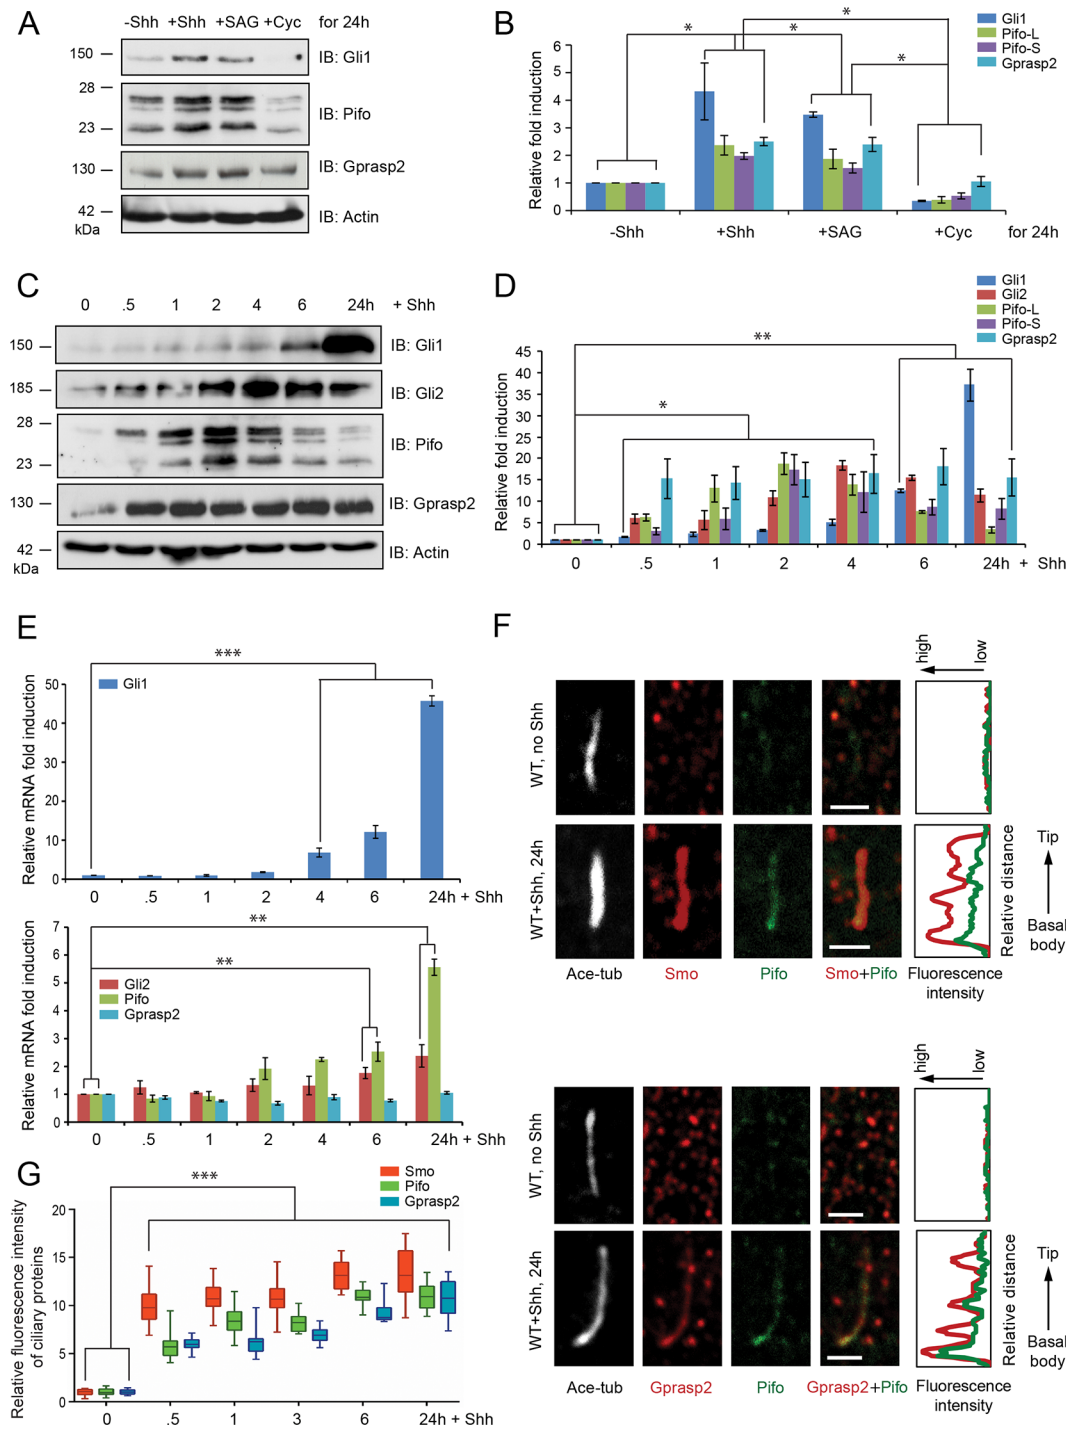 A
-Shh +Shh +SAG +Cyc for 24h
150
IB: Gli1
28
23
IB: Pifo
130
IB: Gprasp2
42
kDa
IB: Actin
B
Gli1
Pifo-L
Pifo-S
Gprasp2
Relative fold induction
6
5
4
3
2
1
0
* * * *
-Shh +Shh +SAG +Cyc for 24h
C
0 .5 1 2 4 6 24h + Shh
150
IB: Gli1
185
IB: Gli2
28
23
IB: Pifo
130
IB: Gprasp2
42
kDa
IB: Actin
D
Gli1
Gli2
Pifo-L
Pifo-S
Gprasp2
Relative fold induction
45
40
35
30
25
20
15
10
5
0
**
*
0 .5 1 2 4 6 24h + Shh
E
***
Gli1
Relative mRNA fold induction
50
40
30
20
10
0
0 .5 1 2 4 6 24h + Shh
**
**
Gli2
Pifo
Gprasp2
Relative mRNA fold induction
7
6
5
4
3
2
1
0
0 .5 1 2 4 6 24h + Shh
F
high low
WT, no Shh
WT+Shh, 24h
Relative distance
Tip
Basal
body
Ace-tub Smo Pifo Smo+Pifo Fluorescence
intensity
high low
WT, no Shh
WT+Shh, 24h
Relative distance
Tip
Basal
body
Ace-tub Gprasp2 Pifo Gprasp2+Pifo Fluorescence
intensity
G
***
Smo
Pifo
Gprasp2
Relative fluorescence intensity
of ciliary proteins
20
15
10
5
0
0 .5 1 3 6 24h + Shh